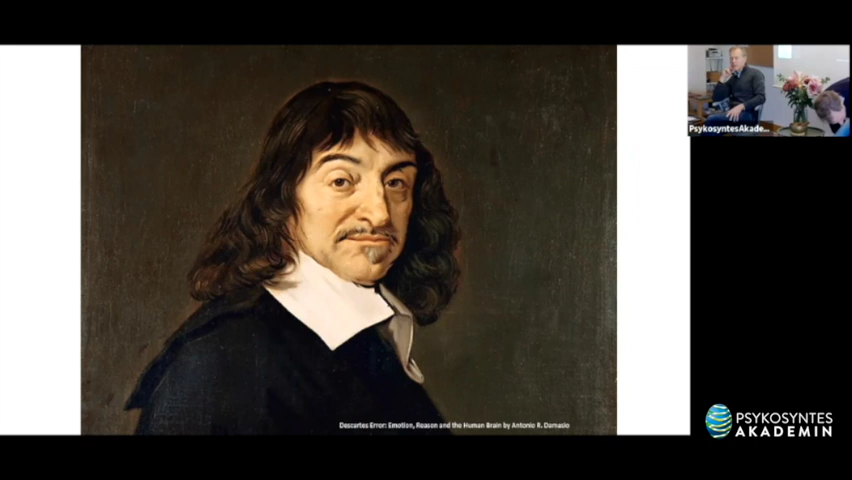 PsykosyntesAkade...
Descartes Error: Emotion, Reason and the Human Brain by Antonio R. Damasio
PSYKOSYNTES
AKADEMIN